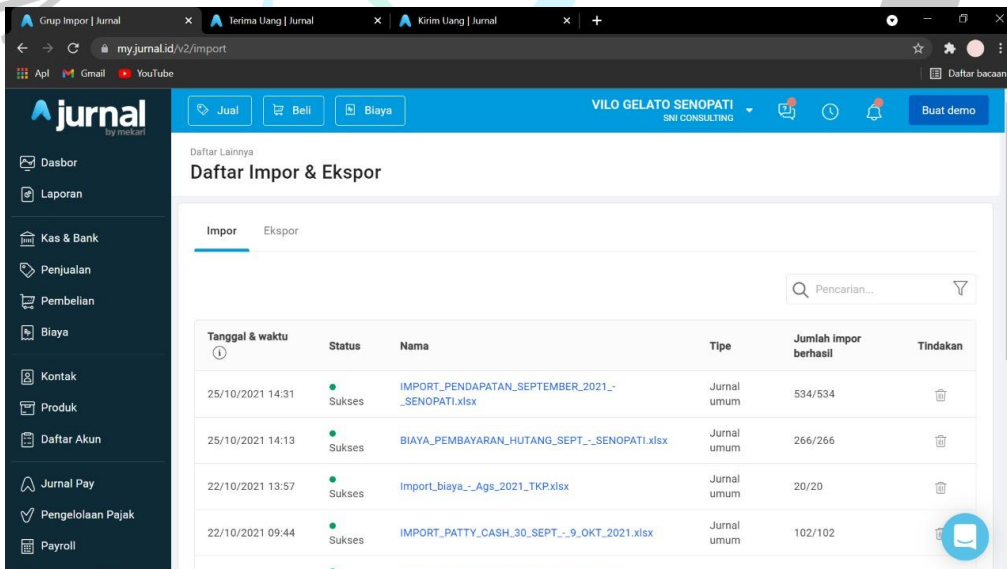 Grup Impor | Jurnal
Terima Uang | Jurnal
Kirim Uang | Jurnal
my.jurnal.id/v2/import
Apl Gmail YouTube Daftar bacaan
jurnal
by mekari
Jual Beli Biaya
VILO GELATO SENOPATI
SNI CONSULTING
Buat demo
Dasbor
Laporan
Kas & Bank
Penjualan
Pembelian
Biaya
Kontak
Produk
Daftar Akun
Jurnal Pay
Pengelolaan Pajak
Payroll
Daftar Lainnya
Daftar Impor & Ekspor
Impor Ekspor
Pencarian...
Tanggal & waktu Status Nama Tipe Jumlah impor berhasil Tindakan
25/10/2021 14:31 Sukses IMPORT_PENDAPATAN_SEPTEMBER_2021_-_SENOPATI.xlsx Jurnal umum 534/534
25/10/2021 14:13 Sukses BIAYA_PEMBAYARAN_HUTANG_SEPT_-_SENOPATI.xlsx Jurnal umum 266/266
22/10/2021 13:57 Sukses Import_biaya_-_Ags_2021_TKP.xlsx Jurnal umum 20/20
22/10/2021 09:44 Sukses IMPORT_PATTY_CASH_30_SEPT_-_9_OKT_2021.xlsx Jurnal umum 102/102